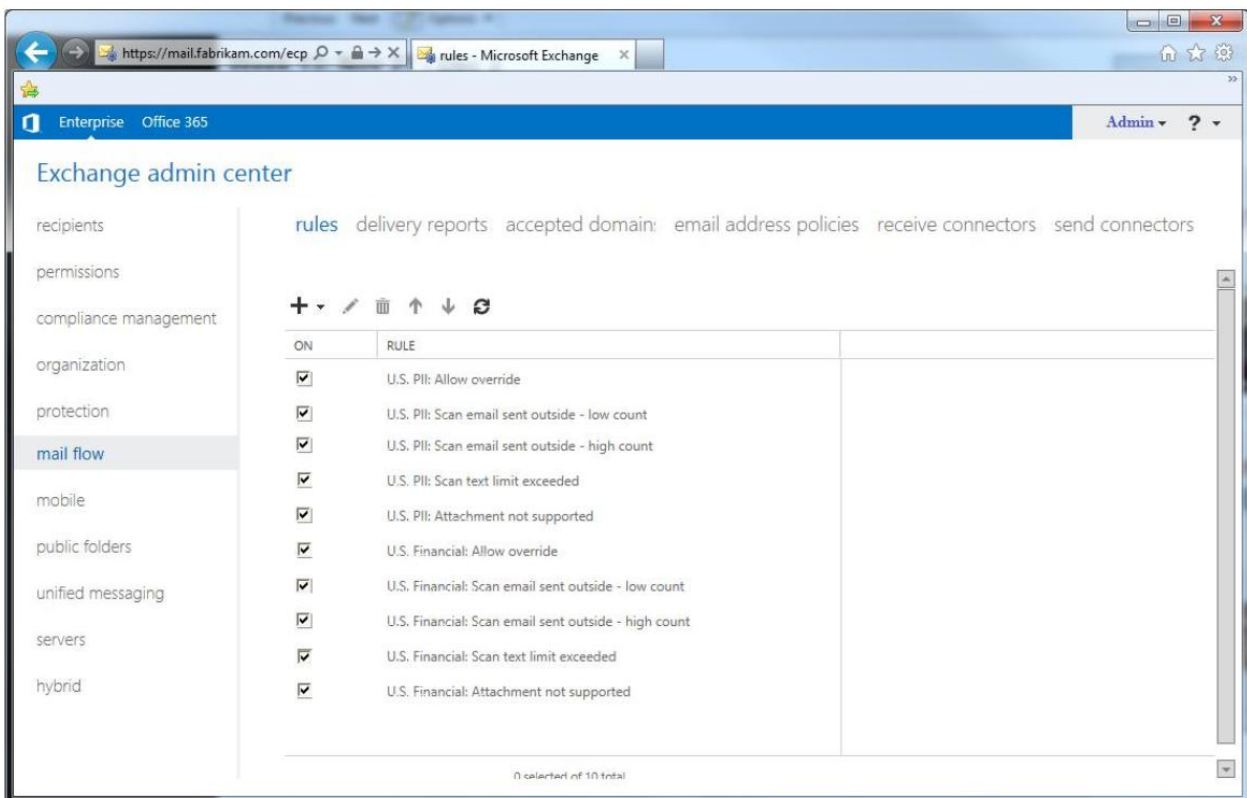 Previous Next Options
https://mail.fabrikam.com/ecp
rules - Microsoft Exchange
Enterprise Office 365
Admin ?
Exchange admin center
rules delivery reports accepted domain email address policies receive connectors send connectors
recipients
permissions
compliance management
organization
protection
mail flow
mobile
public folders
unified messaging
servers
hybrid
ON RULE
U.S. PII: Allow override
U.S. PII: Scan email sent outside - low count
U.S. PII: Scan email sent outside - high count
U.S. PII: Scan text limit exceeded
U.S. PII: Attachment not supported
U.S. Financial: Allow override
U.S. Financial: Scan email sent outside - low count
U.S. Financial: Scan email sent outside - high count
U.S. Financial: Scan text limit exceeded
U.S. Financial: Attachment not supported
0 selected of 10 total